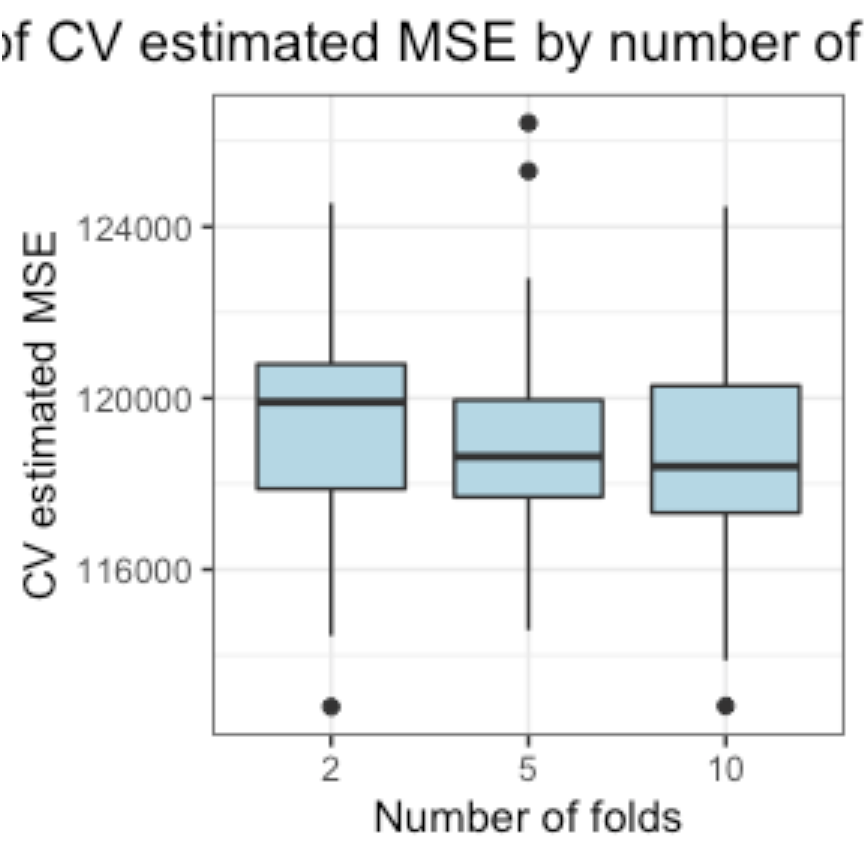 of CV estimated MSE by number of
124000
120000
116000
CV estimated MSE
2 5 10
Number of folds